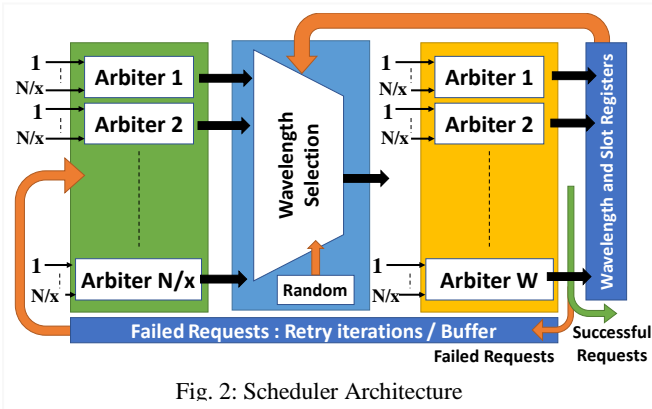 1
N/x
Arbiter 1
1
N/x
Arbiter 2
1
N/x
Arbiter N/x
Wavelength
Selection
Random
1
N/x
Arbiter 1
1
N/x
Arbiter 2
1
N/x
Arbiter W
Wavelength and Slot Registers
Failed Requests : Retry iterations / Buffer
Failed Requests
Successful
Requests
Fig. 2: Scheduler Architecture